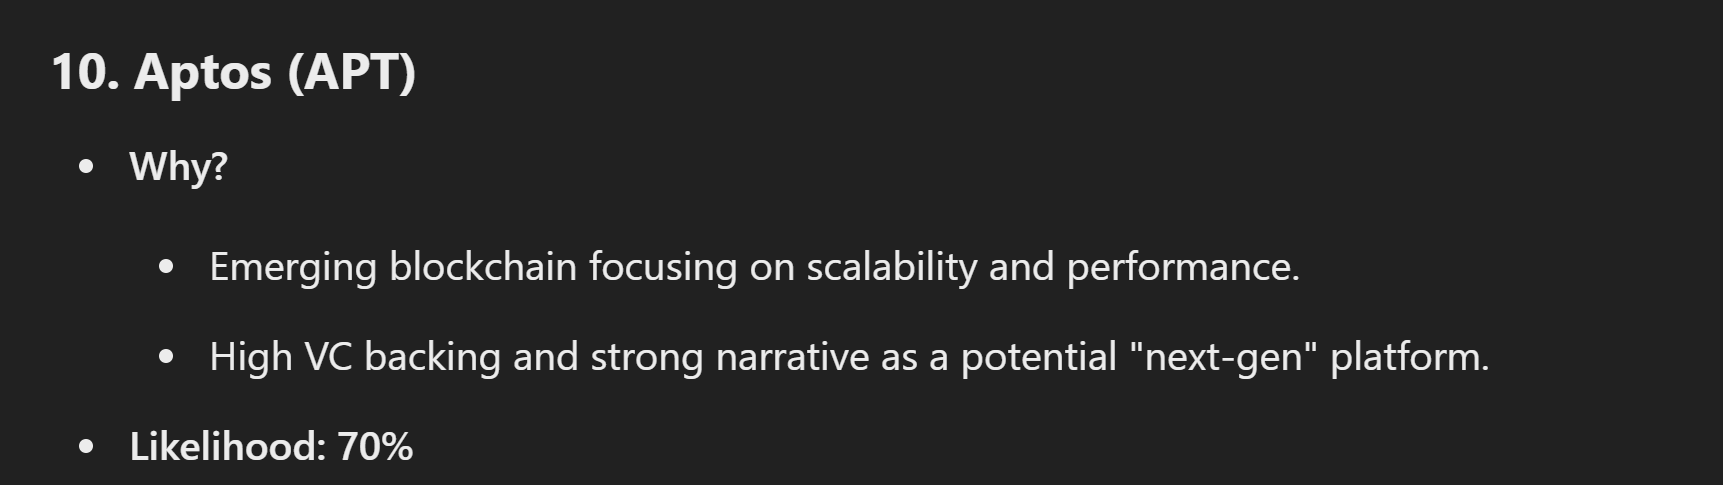 10. Aptos (APT)
• Why?
• Emerging blockchain focusing on scalability and performance.
• High VC backing and strong narrative as a potential "next-gen" platform.
• Likelihood: 70%